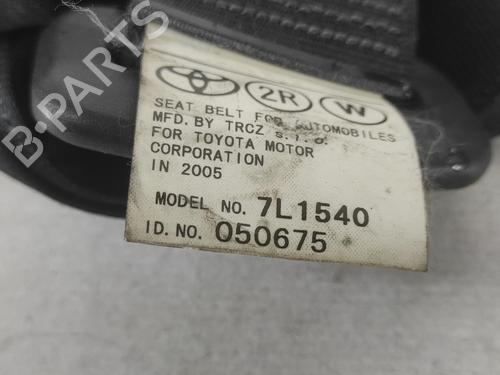 2R W
SEAT BELT FOR AUTOMOBILES
MFD. BY TRCZ s.r.o.
FOR TOYOTA MOTOR
CORPORATION
IN 2005
MODEL NO. 7L1540
ID. NO. 050675